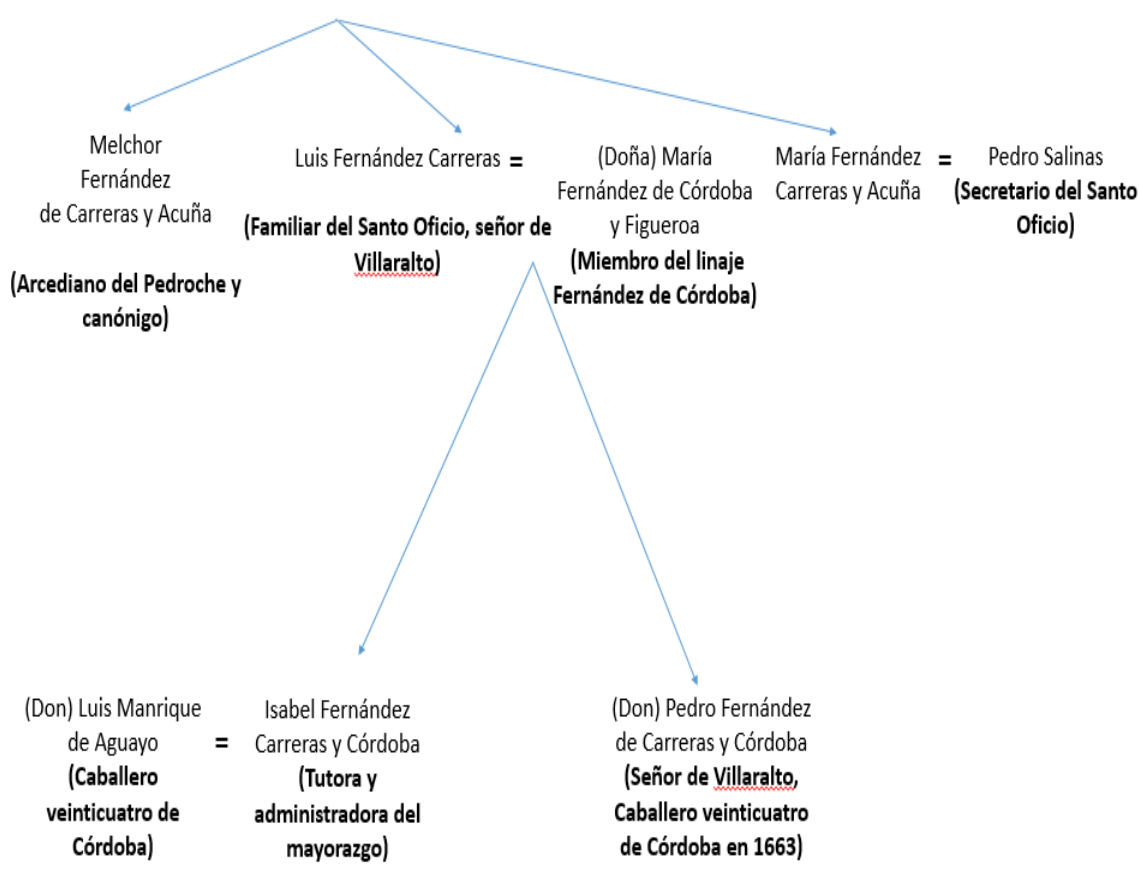 Melchor
Fernández
de Carreras y Acuña
(Arcediano del Pedroche y
canónigo)
Luis Fernández Carreras =
(Familiar del Santo Oficio, señor de
Villaralto)
(Doña) María
Fernández de Córdoba
y Figueroa
(Miembro del linaje
Fernández de Córdoba)
María Fernández
Carreras y Acuña
=
Pedro Salinas
(Secretario del Santo
Oficio)
(Don) Luis Manrique
de Aguayo
(Caballero
veinticuatro de
Córdoba)
=
Isabel Fernández
Carreras y Córdoba
(Tutora y
administradora del
mayorazgo)
(Don) Pedro Fernández
de Carreras y Córdoba
(Señor de Villaralto,
Caballero veinticuatro
de Córdoba en 1663)